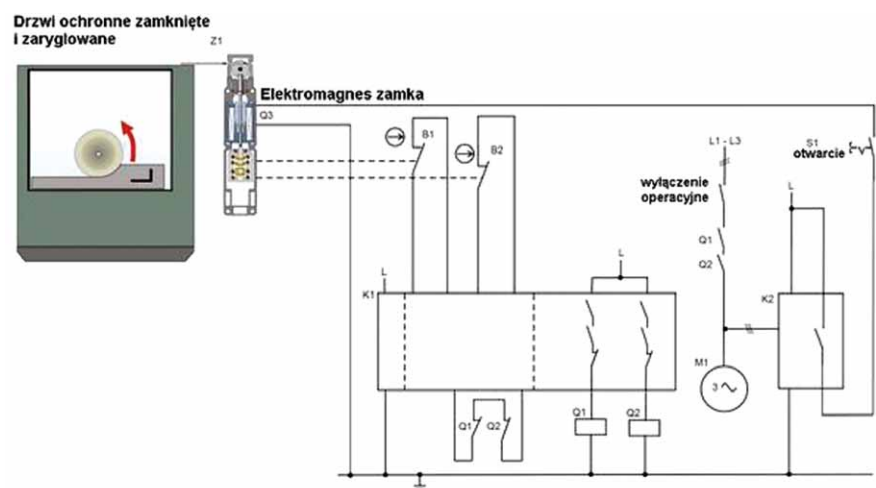 Drzwi ochronne zamknięte
i zaryglowane
Z1
Elektromagnes zamka
Q3
B1
B2
L1 - L3
S1
otwarcie
wyłączenie
operacyjne
L
Q1
Q2
L
L
K1
K2
M1
3
Q1
Q2
Q1
Q2